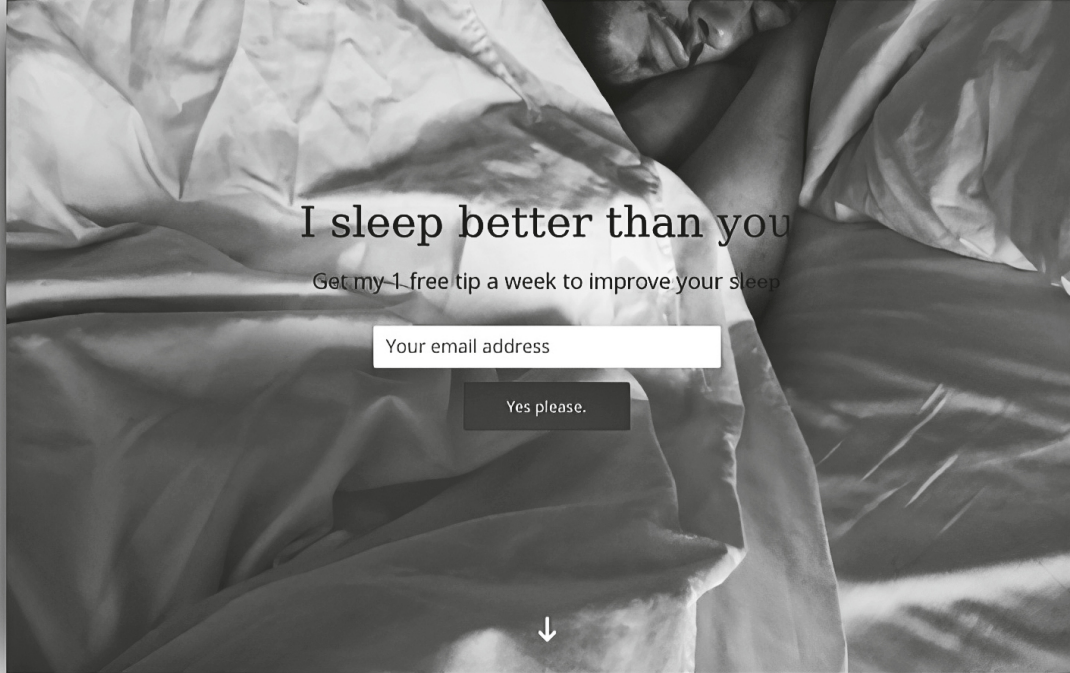 I sleep better than you
Get my 1 free tip a week to improve your sleep
Your email address
Yes please.